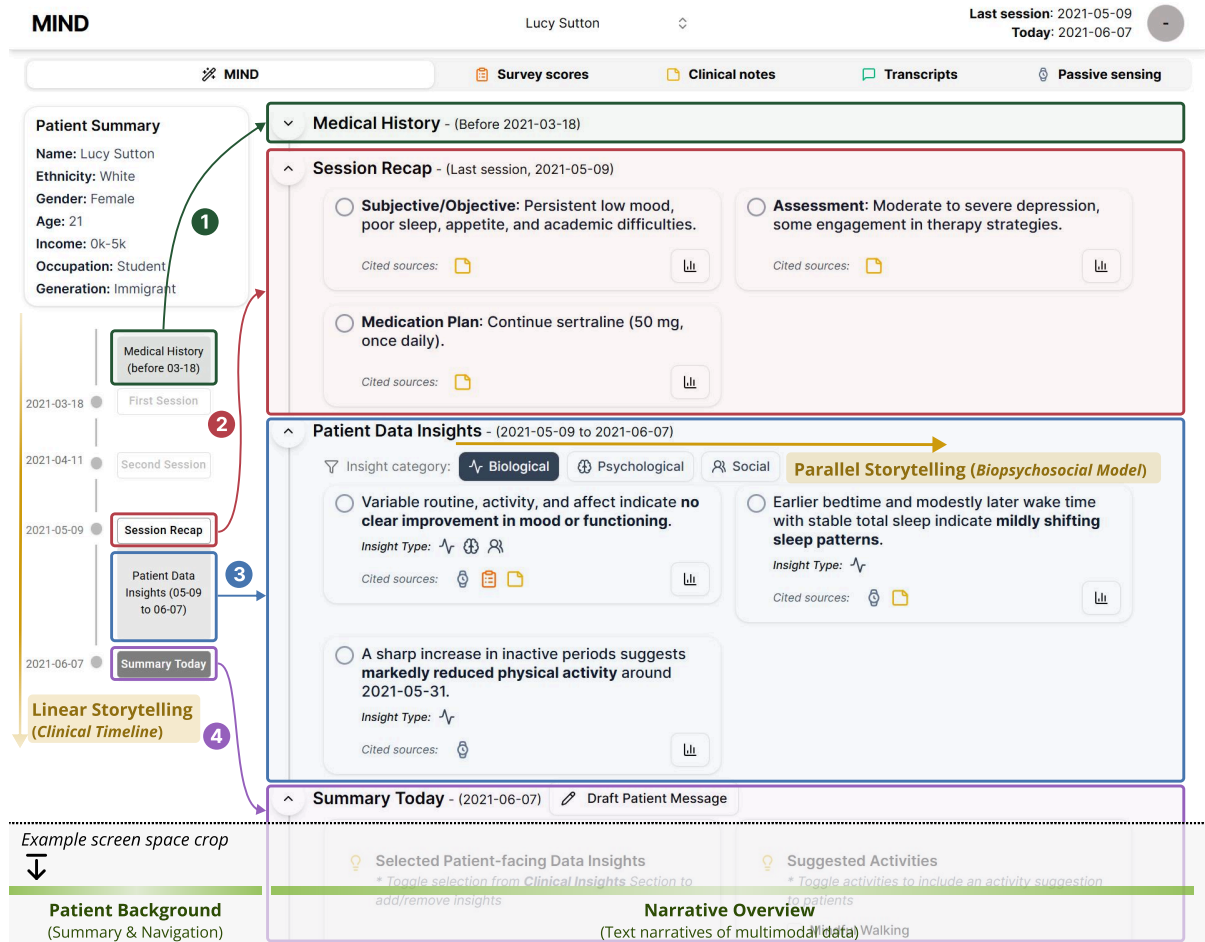 MIND
Lucy Sutton
Last session: 2021-05-09
Today: 2021-06-07
-
MIND
Survey scores
Clinical notes
Transcripts
Passive sensing
Patient Summary
Name: Lucy Sutton
Ethnicity: White
Gender: Female
Age: 21
Income: 0k-5k
Occupation: Student
Generation: Immigrant
1
Medical History
(before 03-18)
2021-03-18
First Session
2
2021-04-11
Second Session
2021-05-09
Session Recap
Patient Data
Insights (05-09
to 06-07)
3
2021-06-07
Summary Today
Linear Storytelling
(Clinical Timeline)
4
Medical History - (Before 2021-03-18)
Session Recap - (Last session, 2021-05-09)
Subjective/Objective: Persistent low mood,
poor sleep, appetite, and academic difficulties.
Cited sources:
Assessment: Moderate to severe depression,
some engagement in therapy strategies.
Cited sources:
Medication Plan: Continue sertraline (50 mg,
once daily).
Cited sources:
Patient Data Insights - (2021-05-09 to 2021-06-07)
Insight category:
Biological
Psychological
Social
Parallel Storytelling (Biopsychosocial Model)
Variable routine, activity, and affect indicate no
clear improvement in mood or functioning.
Insight Type:
Cited sources:
Earlier bedtime and modestly later wake time
with stable total sleep indicate mildly shifting
sleep patterns.
Insight Type:
Cited sources:
A sharp increase in inactive periods suggests
markedly reduced physical activity around
2021-05-31.
Insight Type:
Cited sources:
Summary Today - (2021-06-07)
Draft Patient Message
Example screen space crop
Selected Patient-facing Data Insights
* Toggle selection from Clinical Insights Section to
add/remove insights
Suggested Activities
* Toggle activities to include an activity suggestion
to patients
Mindful Walking
Patient Background
(Summary & Navigation)
Narrative Overview
(Text narratives of multimodal data)